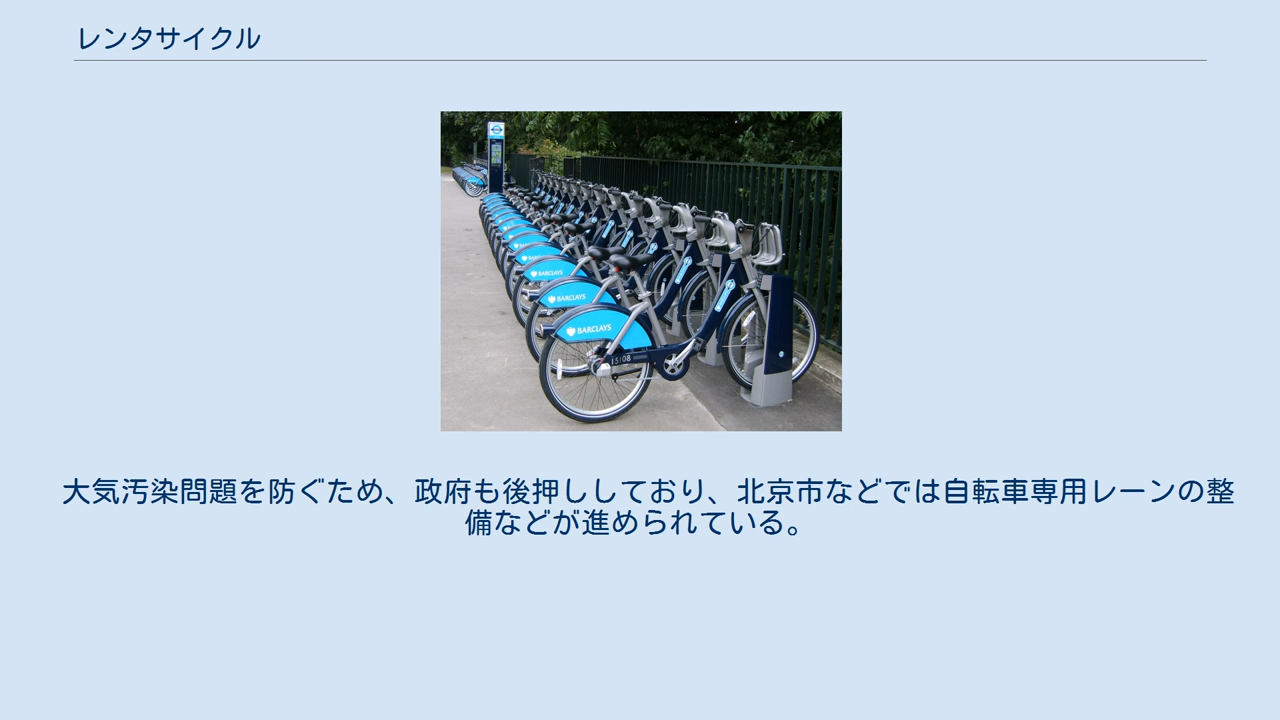 レンタサイクル
BARCLAYS
BARCLAYS
BARCLAYS
15108
大気汚染問題を防ぐため、政府も後押ししており、北京市などでは自転車専用レーンの整
備などが進められている。